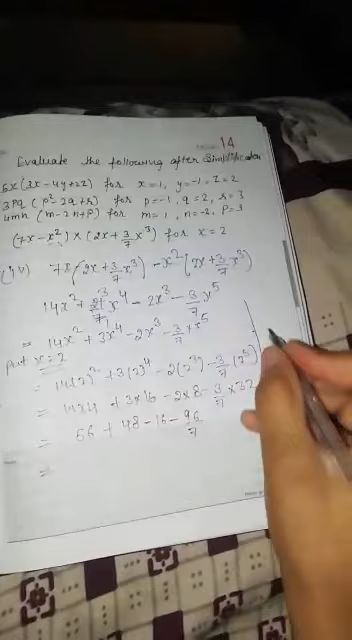 14
Evaluate the following after Simplification
6x(3x-4y+2z) for x=1, y=-1 z=2
3pq (p²-2q+r) for p=-1, q=2, r=3
4mn (m-2n+p) for m=1, n=-2, p=3
(7x-x²) × (2x+3/7 x³) for x=2
7x(2x+3/7 x³) - x²(2x+3/7 x³)
14x² + 21/7 x⁴ - 2x³ - 3/7 x⁵
= 14x² + 3x⁴ - 2x³ - 3/7 x⁵
put x=2
= 14(2)² + 3(2)⁴ - 2(2³) - 3/7 (2⁵)
= 14×4 + 3×16 - 2×8 - 3/7 × 32
= 56 + 48 - 16 - 96/7
=